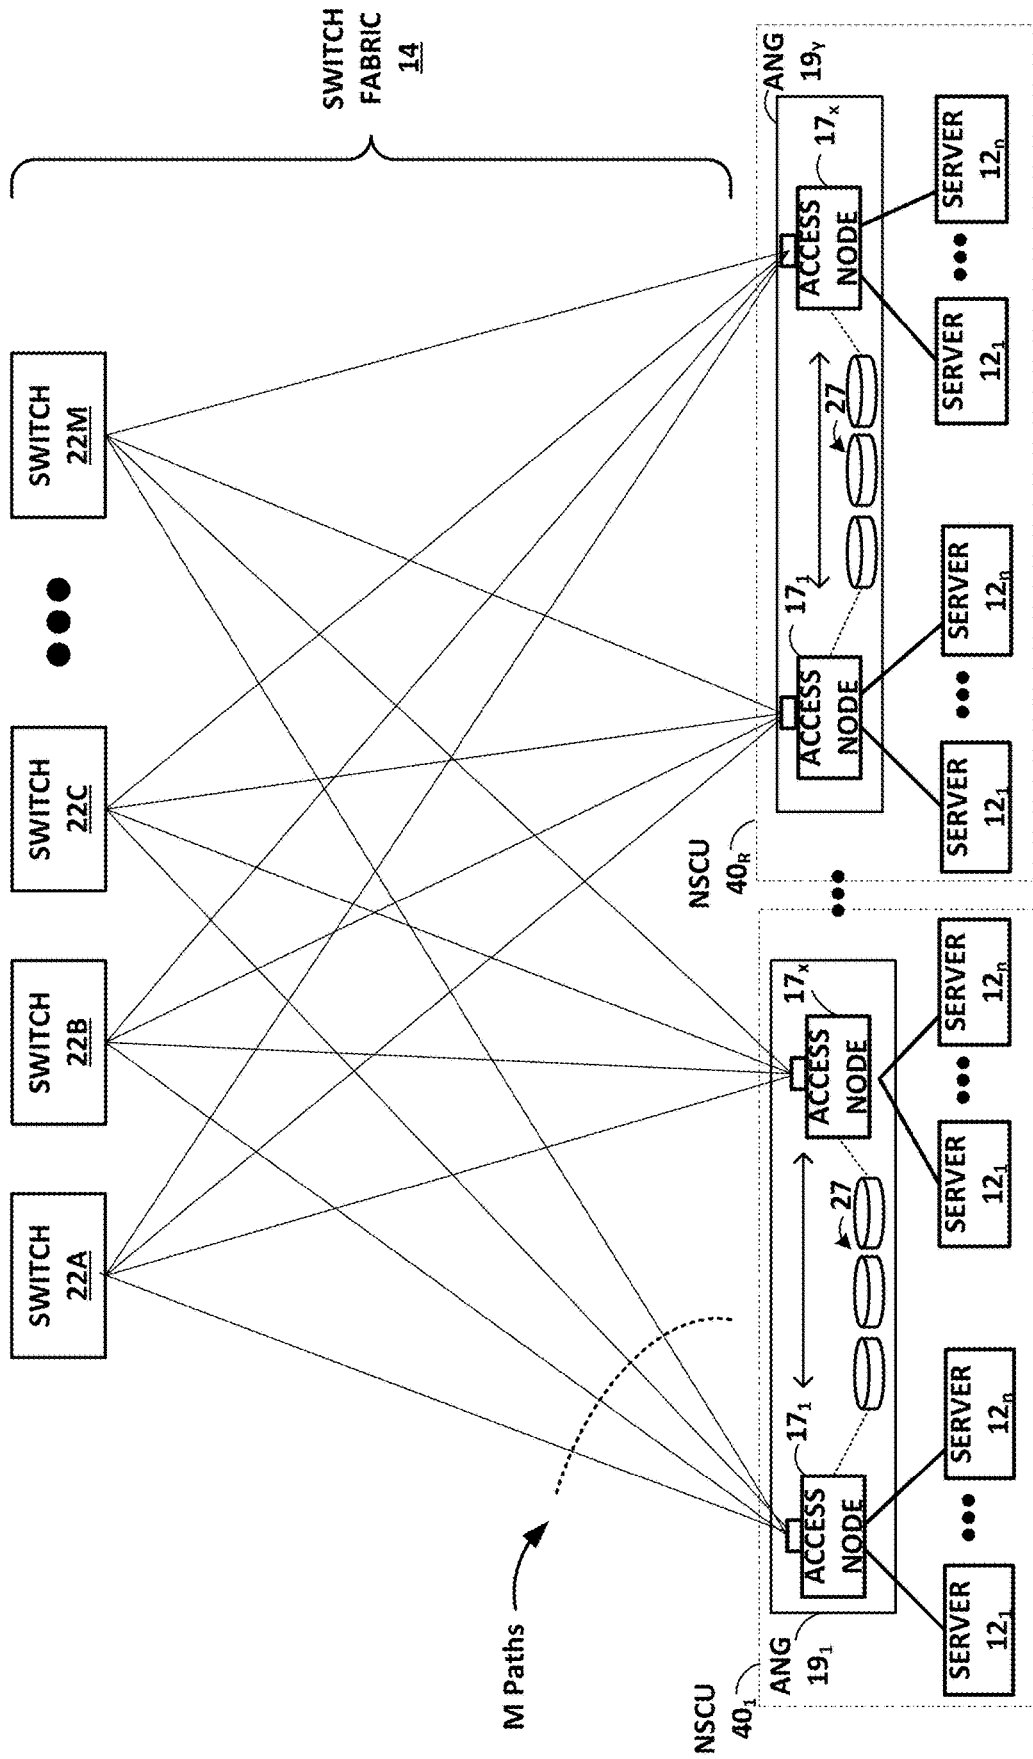 SWITCH
FABRIC
14
SWITCH
22A
SWITCH
22B
SWITCH
22C
SWITCH
22M
M Paths
NSCU
40₁
ANG
19₁
17₁
ACCESS
NODE
27
17ₓ
ACCESS
NODE
SERVER
12₁
SERVER
12ₙ
SERVER
12₁
SERVER
12ₙ
NSCU
40R
ANG
19Y
17₁
ACCESS
NODE
27
17ₓ
ACCESS
NODE
SERVER
12₁
SERVER
12ₙ
SERVER
12₁
SERVER
12ₙ